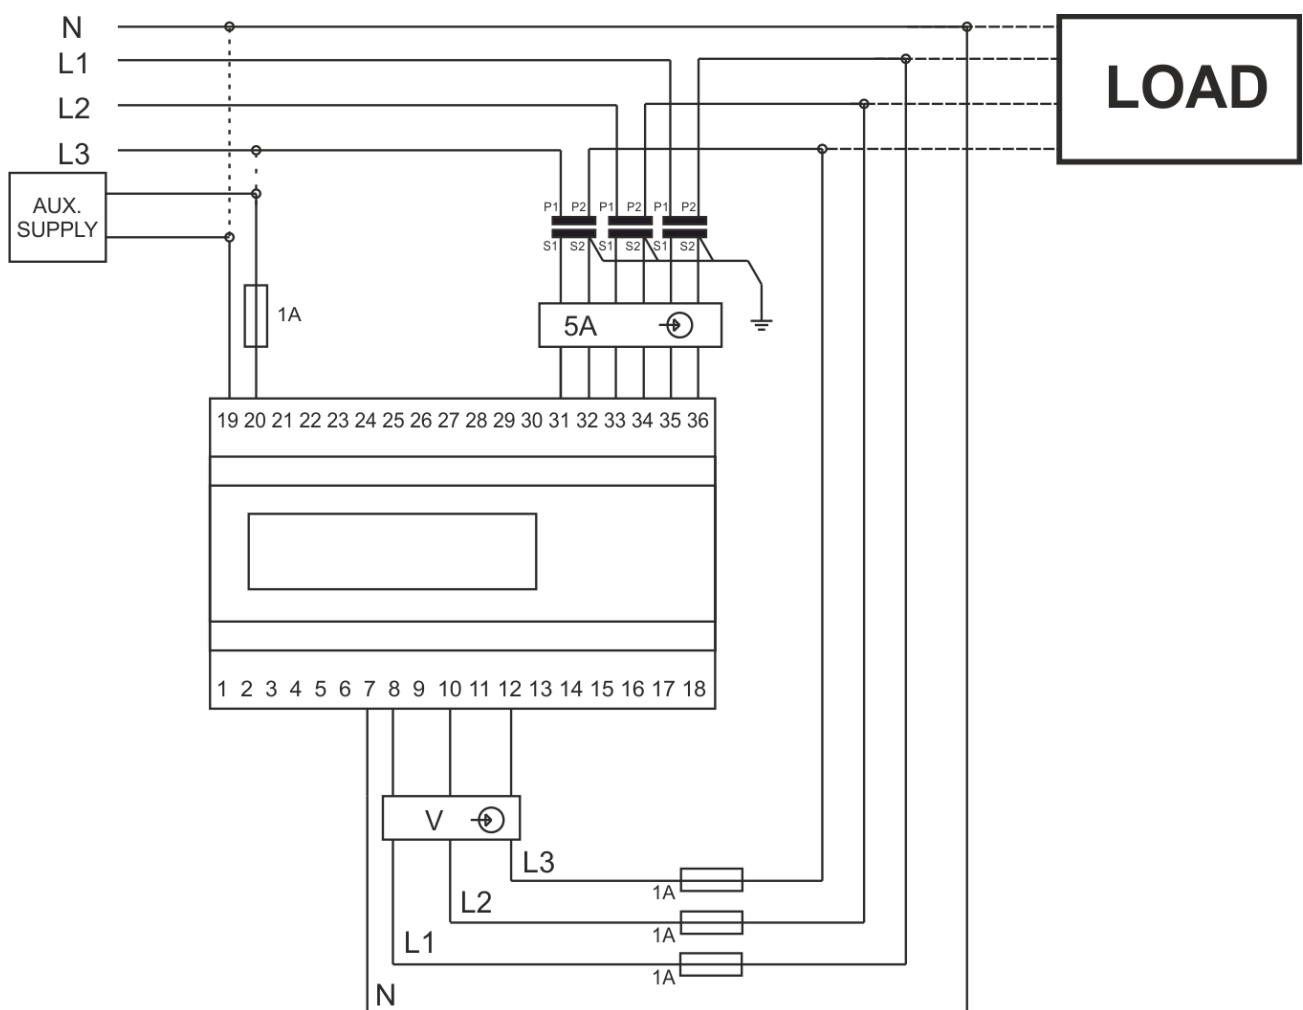 N
L1
L2
L3
LOAD
AUX.
SUPPLY
P1 P2 P1 P2 P1 P2
S1 S2 S1 S2 S1 S2
1A
5A
19 20 21 22 23 24 25 26 27 28 29 30 31 32 33 34 35 36
1 2 3 4 5 6 7 8 9 10 11 12 13 14 15 16 17 18
V
L3
1A
L2
1A
L1
1A
N